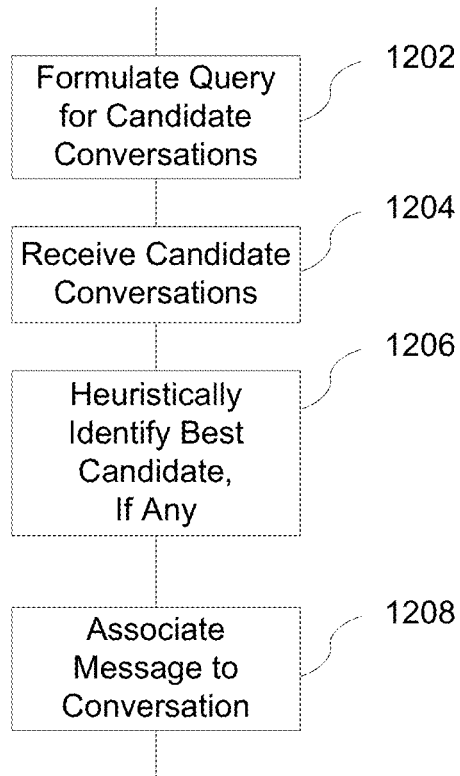 1202
Formulate Query
for Candidate
Conversations
1204
Receive Candidate
Conversations
1206
Heuristically
Identify Best
Candidate,
If Any
1208
Associate
Message to
Conversation